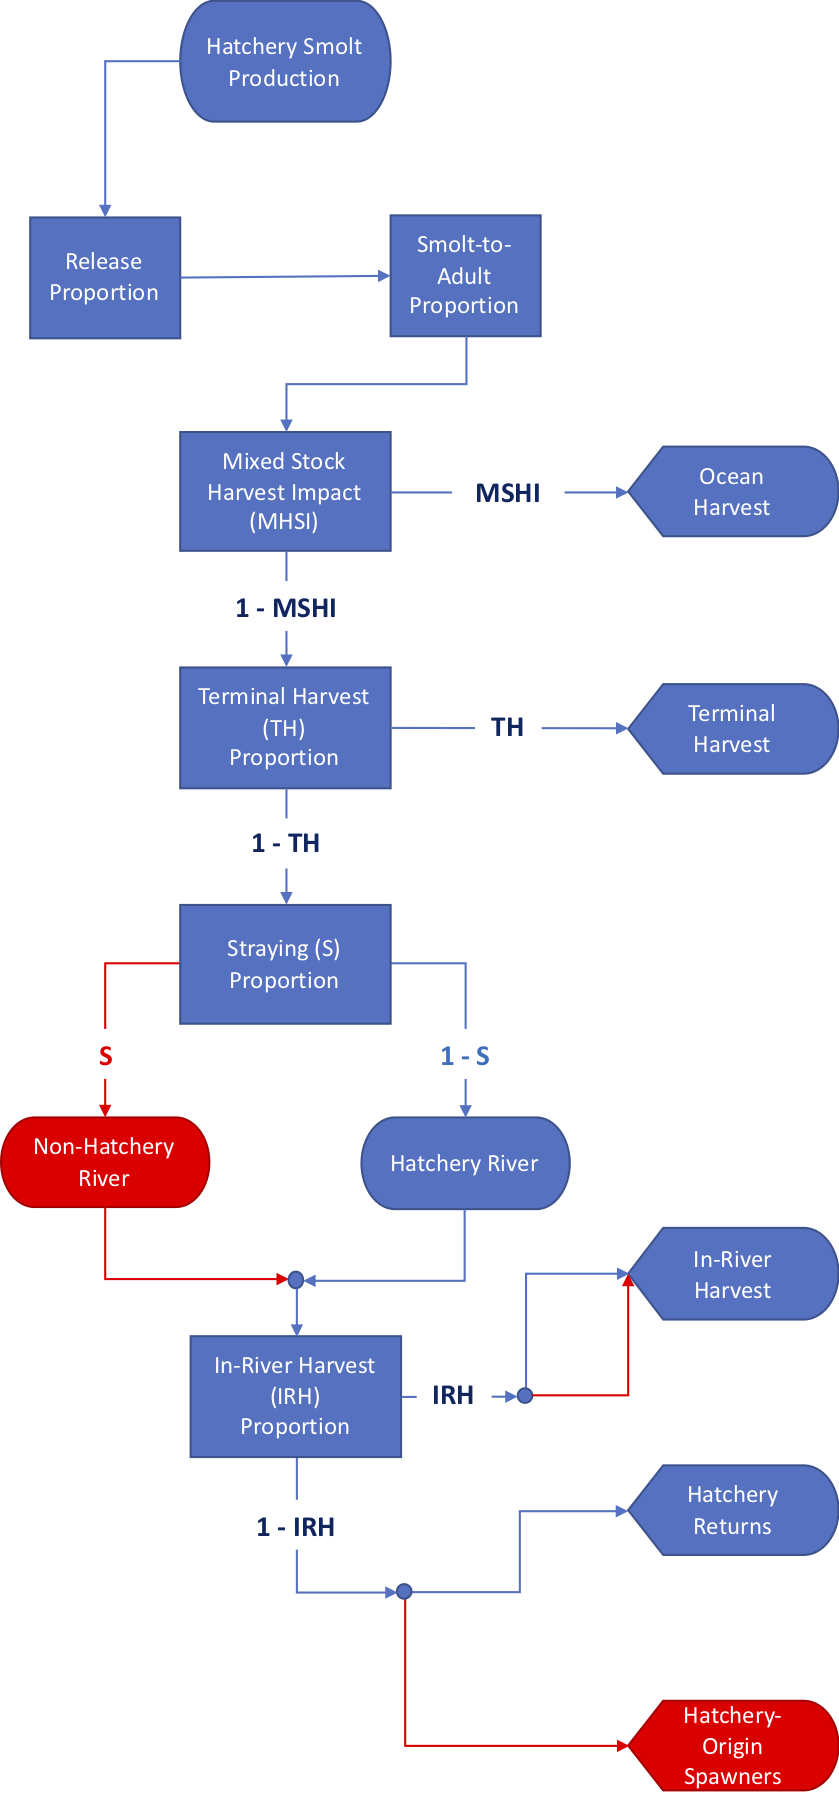 Hatchery Smolt
Production
Release
Proportion
Smolt-to-
Adult
Proportion
Mixed Stock
Harvest Impact
(MHSI)
MSHI
Ocean
Harvest
1 - MSHI
Terminal Harvest
(TH)
Proportion
TH
Terminal
Harvest
1 - TH
Straying (S)
Proportion
S
1 - S
Non-Hatchery
River
Hatchery River
In-River
Harvest
In-River Harvest
(IRH)
Proportion
IRH
1 - IRH
Hatchery
Returns
Hatchery-
Origin
Spawners